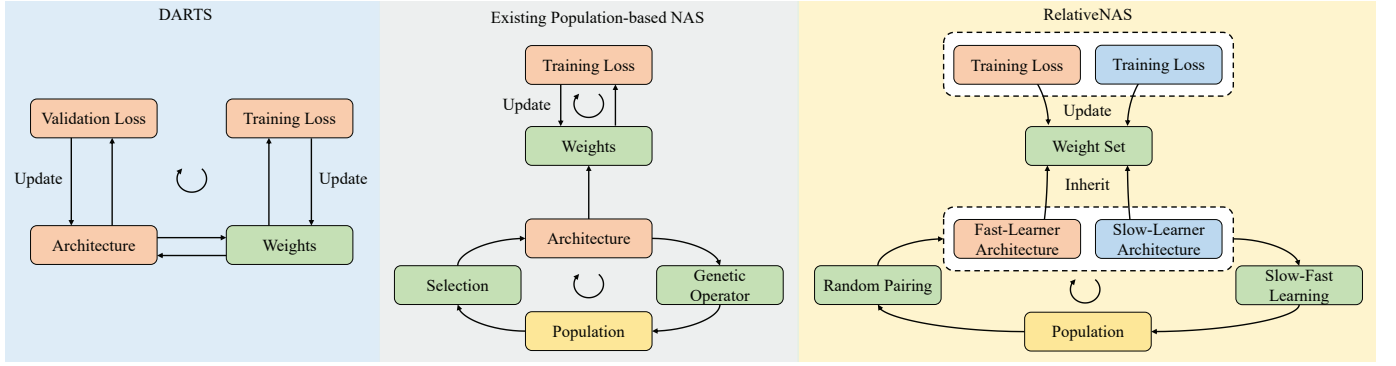 DARTS
Validation Loss
Training Loss
Update
Update
Architecture
Weights
Existing Population-based NAS
Training Loss
Update
Weights
Architecture
Selection
Genetic
Operator
Population
RelativeNAS
Training Loss
Training Loss
Update
Weight Set
Inherit
Fast-Learner
Architecture
Slow-Learner
Architecture
Random Pairing
Slow-Fast
Learning
Population